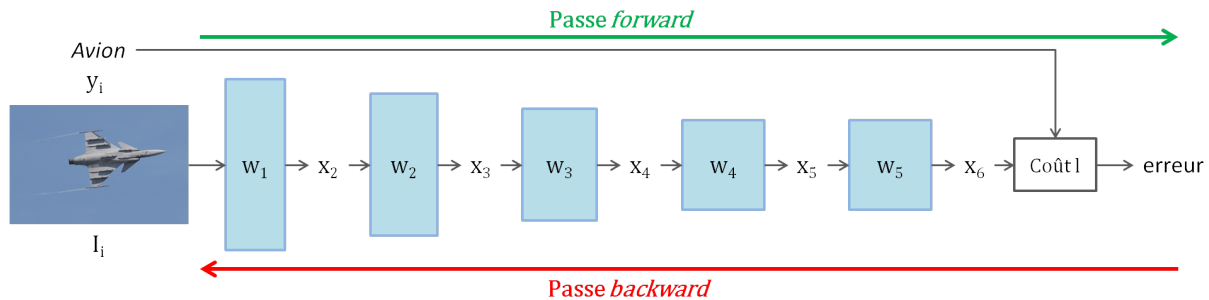 Passe forward
Avion
yᵢ
w₁ x₂ w₂ x₃ w₃ x₄ w₄ x₅ w₅ x₆ Coût l erreur
Iᵢ
Passe backward